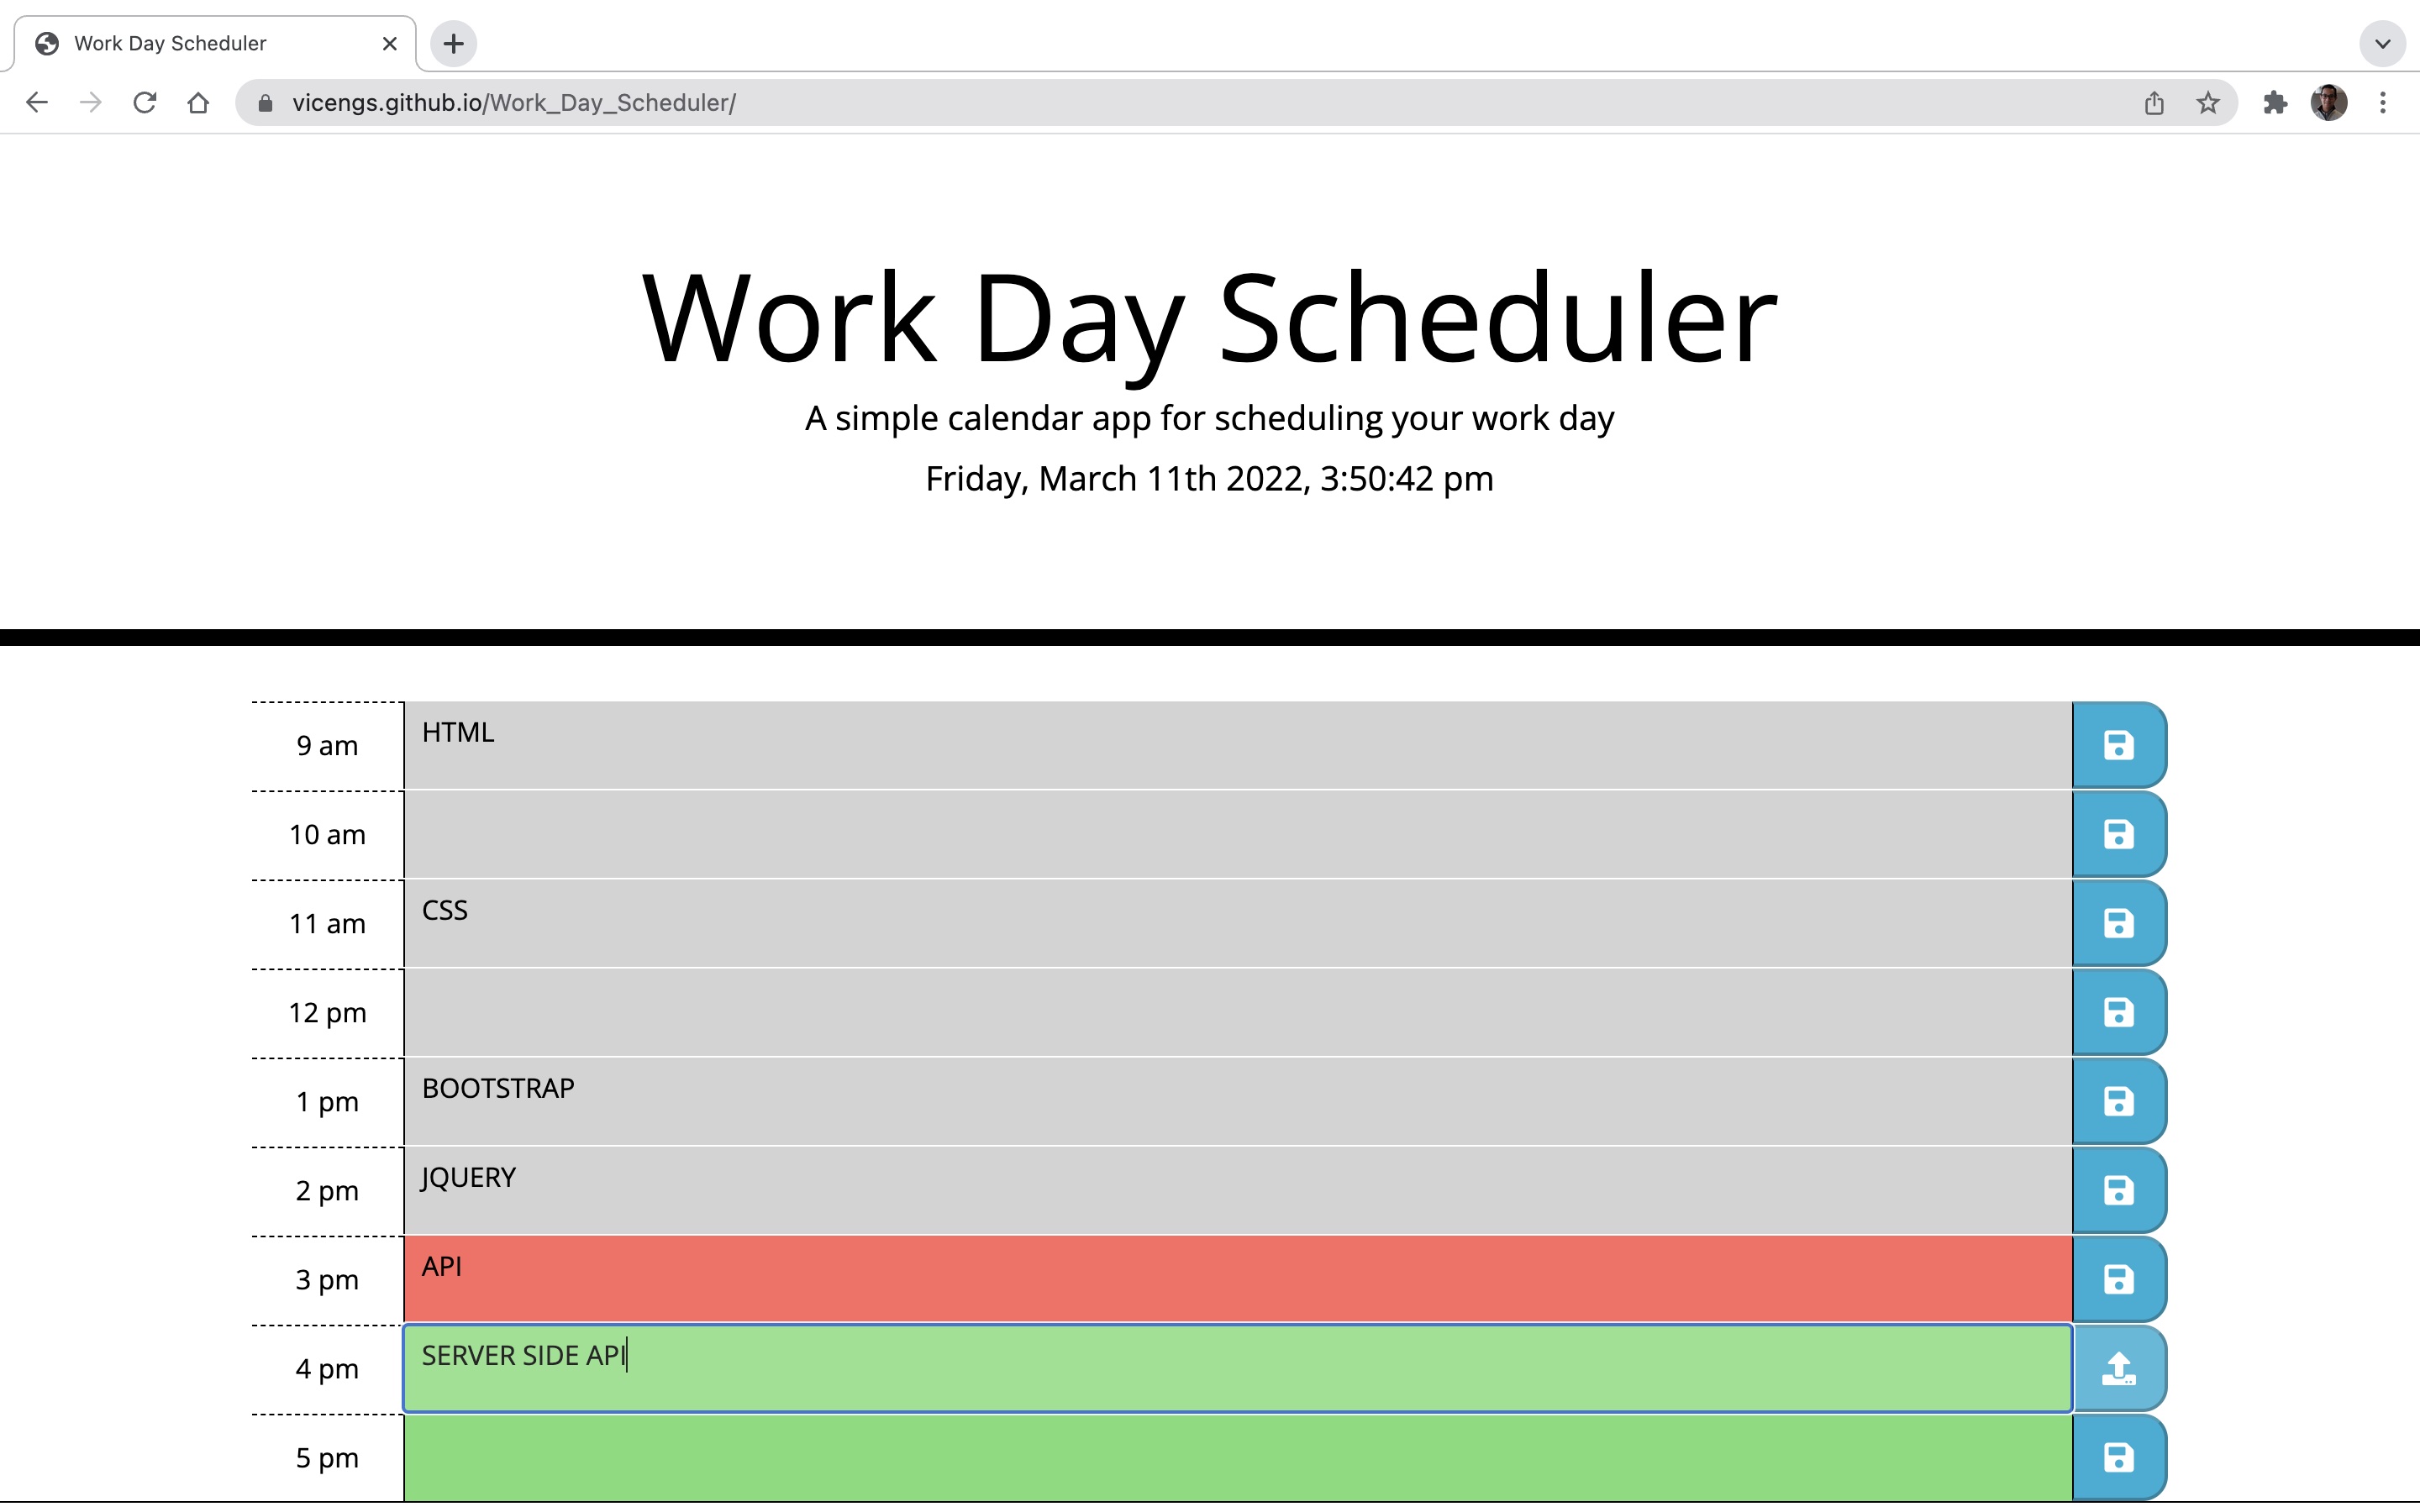 Work Day Scheduler
vicengs.github.io/Work_Day_Scheduler/
Work Day Scheduler
A simple calendar app for scheduling your work day
Friday, March 11th 2022, 3:50:42 pm
9 am HTML
10 am
11 am CSS
12 pm
1 pm BOOTSTRAP
2 pm JQUERY
3 pm API
4 pm SERVER SIDE API
5 pm